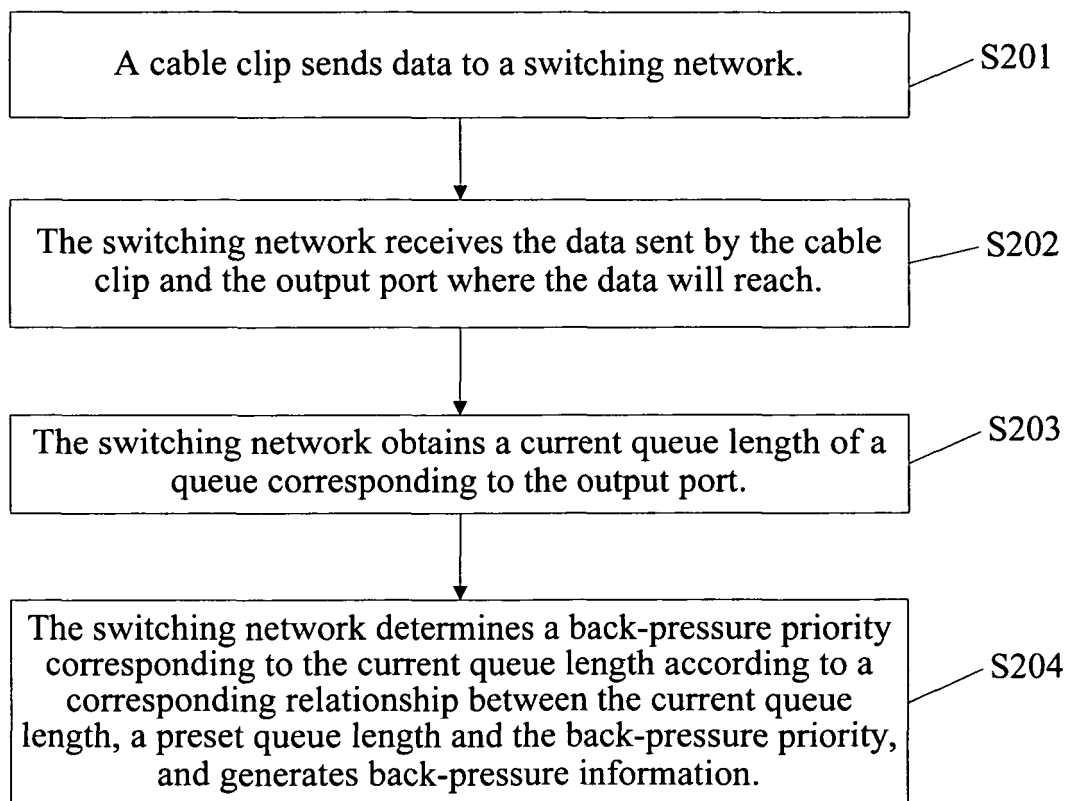 A cable clip sends data to a switching network.
S201
The switching network receives the data sent by the cable
clip and the output port where the data will reach.
S202
The switching network obtains a current queue length of a
queue corresponding to the output port.
S203
The switching network determines a back-pressure priority
corresponding to the current queue length according to a
corresponding relationship between the current queue
length, a preset queue length and the back-pressure priority,
and generates back-pressure information.
S204